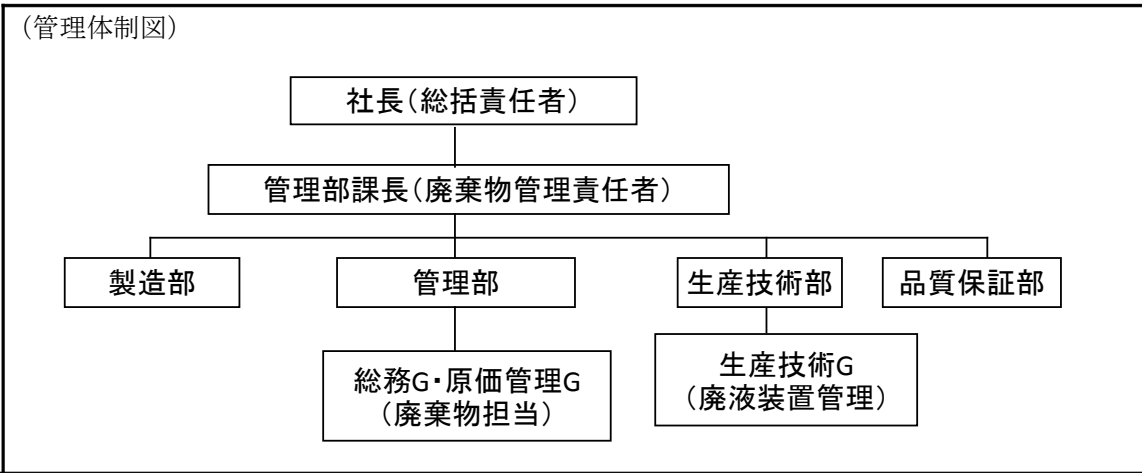 (管理体制図)
社長(総括責任者)
管理部課長(廃棄物管理責任者)
製造部
管理部
生産技術部
品質保証部
総務G・原価管理G
(廃棄物担当)
生産技術G
(廃液装置管理)